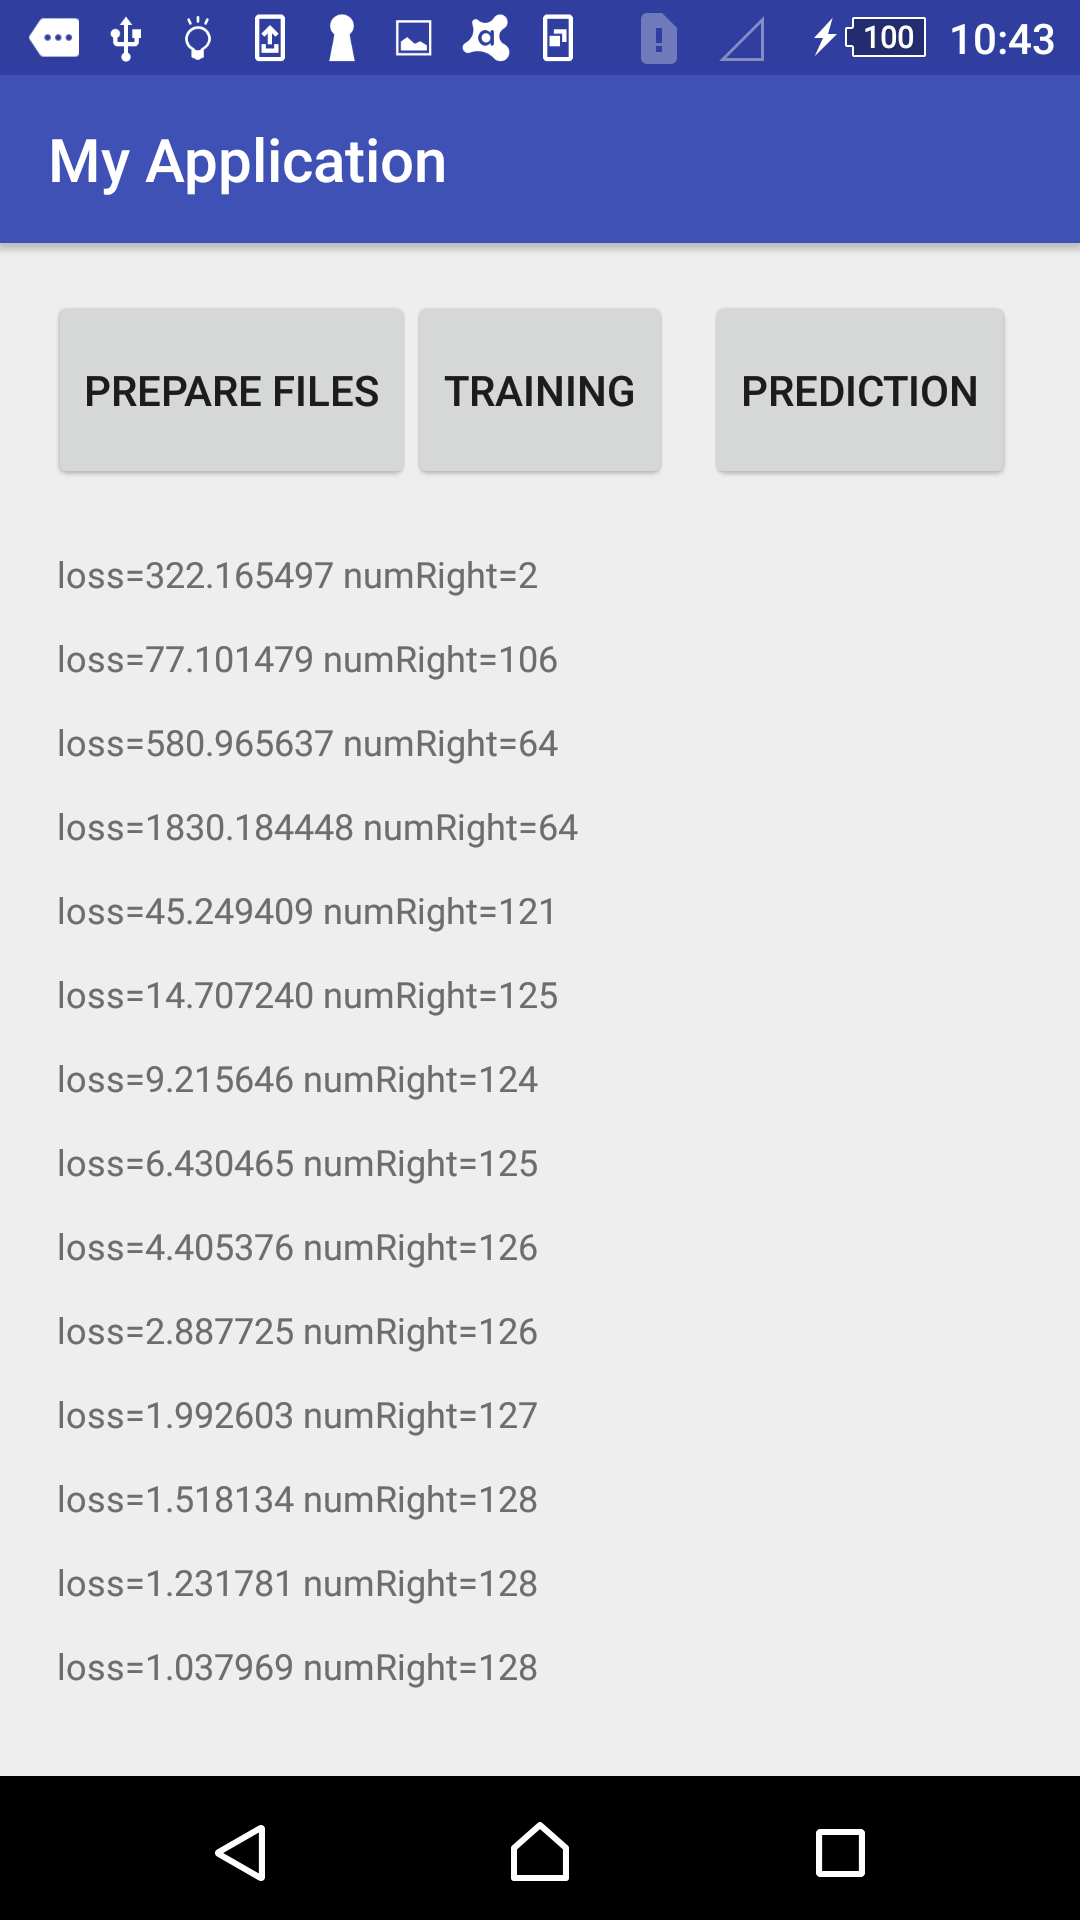 100 10:43
My Application
PREPARE FILES TRAINING PREDICTION
loss=322.165497 numRight=2
loss=77.101479 numRight=106
loss=580.965637 numRight=64
loss=1830.184448 numRight=64
loss=45.249409 numRight=121
loss=14.707240 numRight=125
loss=9.215646 numRight=124
loss=6.430465 numRight=125
loss=4.405376 numRight=126
loss=2.887725 numRight=126
loss=1.992603 numRight=127
loss=1.518134 numRight=128
loss=1.231781 numRight=128
loss=1.037969 numRight=128